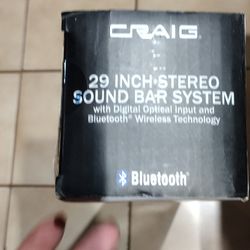 CRAIG
29 INCH STEREO
SOUND BAR SYSTEM
with Digital Optical Input and
Bluetooth® Wireless Technology
Bluetooth®